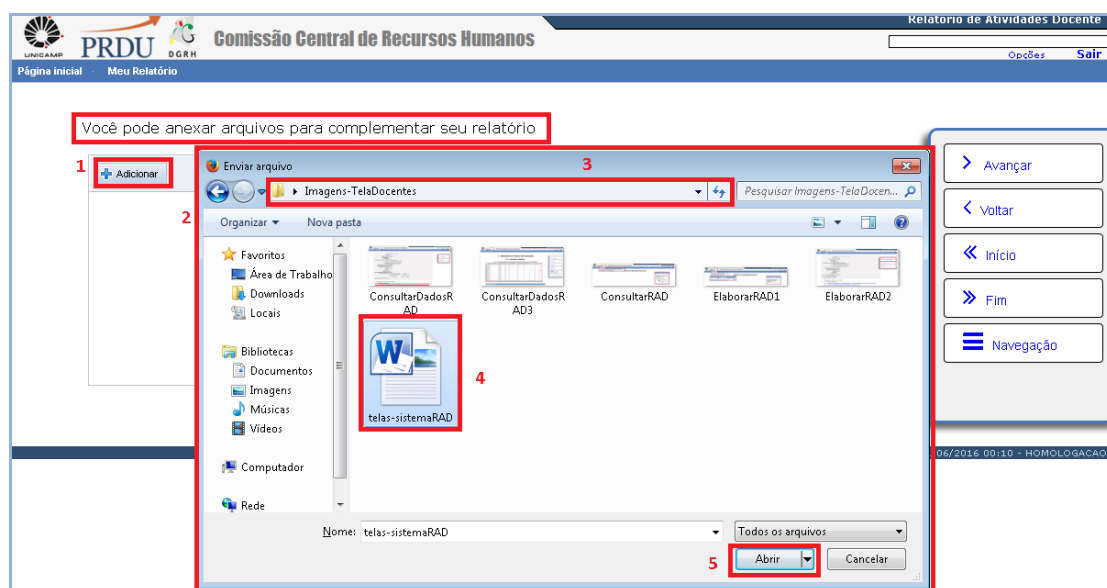 Relatório de Atividades Docente
UNICAMP
PRDU
DGRH
Comissão Central de Recursos Humanos
Opções Sair
Página inicial Meu Relatório
Você pode anexar arquivos para complementar seu relatório
1
Adicionar
2
Enviar arquivo
3
Imagens-TelaDocentes
Pesquisar Imagens-TelaDocen...
Organizar
Nova pasta
Favoritos
Área de Trabalho
Downloads
Locais
Bibliotecas
Documentos
Imagens
Músicas
Vídeos
Computador
Rede
ConsultarDadosR
AD
ConsultarDadosR
AD3
ConsultarRAD
ElaborarRAD1
ElaborarRAD2
telas-sistemaRAD
4
Nome: telas-sistemaRAD
Todos os arquivos
5
Abrir
Cancelar
Avançar
Voltar
Início
Fim
Navegação
06/2016 00:10 - HOMOLOGACAO